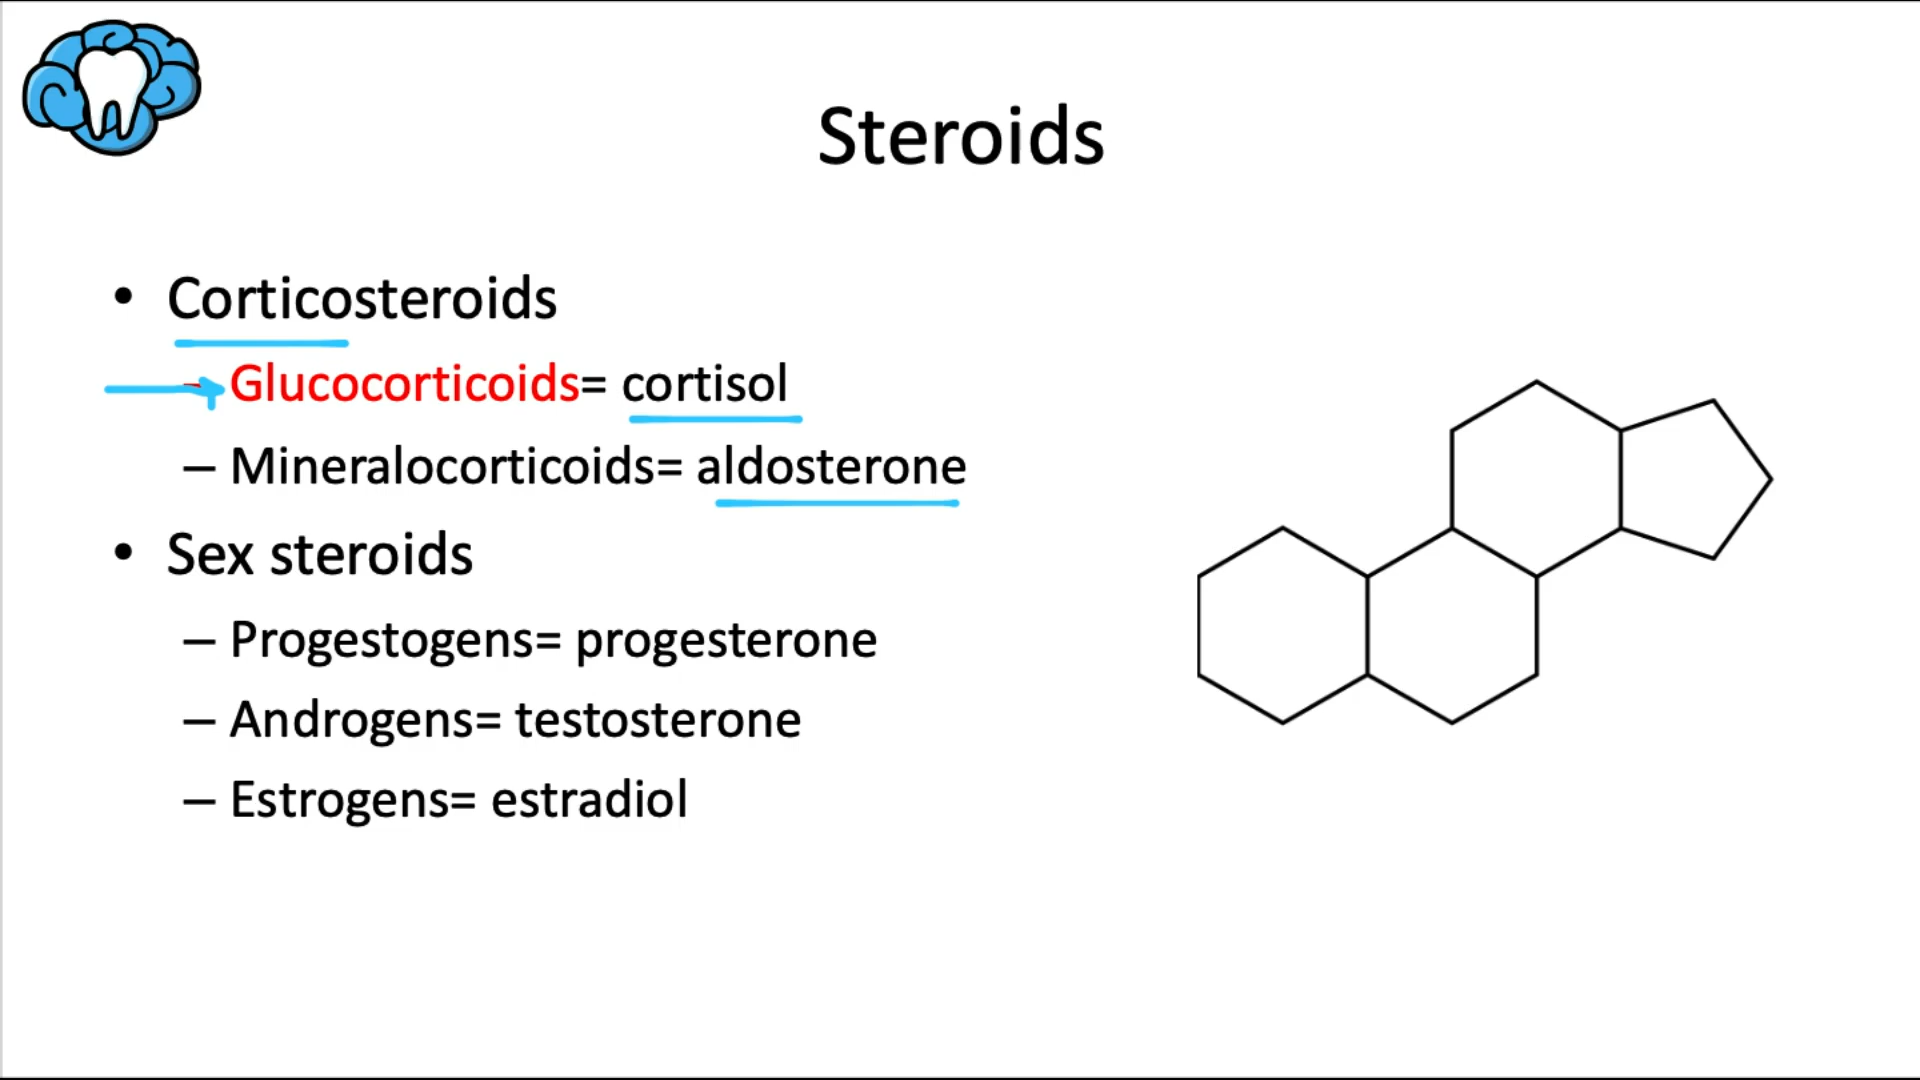 Steroids
• Corticosteroids
– Glucocorticoids= cortisol
– Mineralocorticoids= aldosterone
• Sex steroids
– Progestogens= progesterone
– Androgens= testosterone
– Estrogens= estradiol